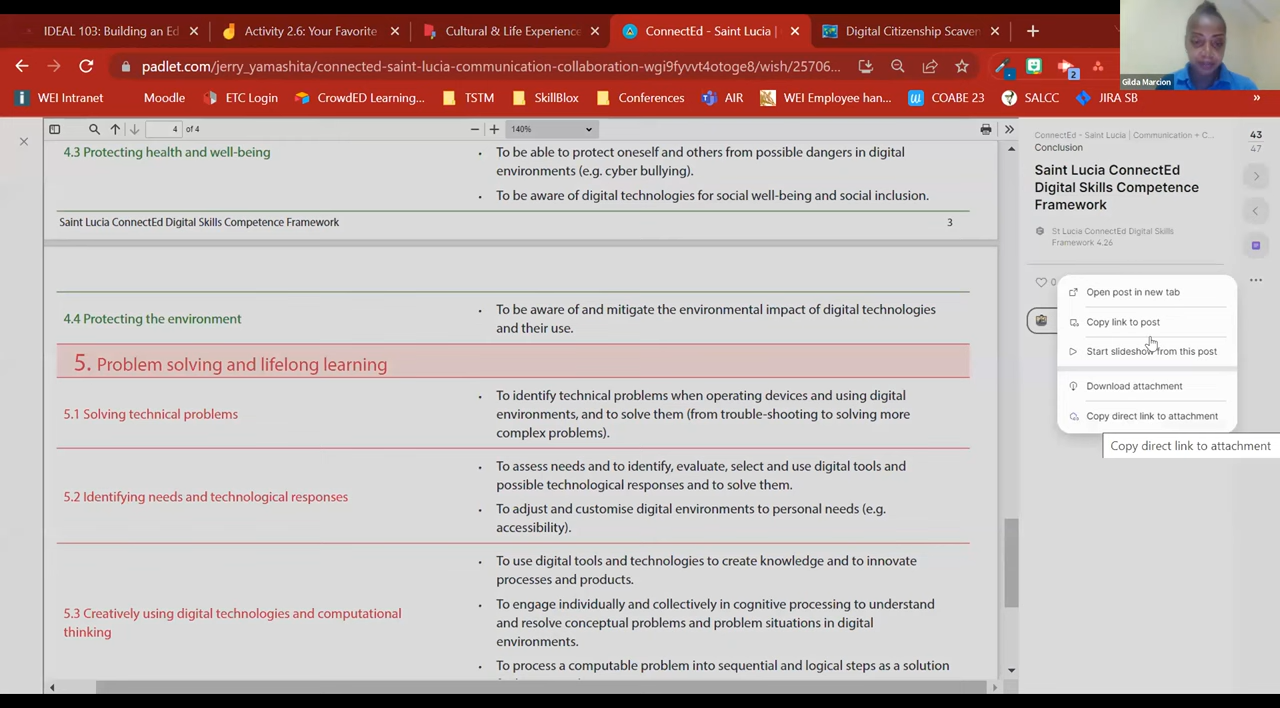 IDEAL 103: Building an Ed
Activity 2.6: Your Favorite
Cultural & Life Experience
ConnectEd - Saint Lucia |
Digital Citizenship Scaven
padlet.com/jerry_yamashita/connected-saint-lucia-communication-collaboration-wgi9fyvvt4otoge8/wish/25706...
2
Gilda Marcion
WEI Intranet
Moodle
ETC Login
CrowdED Learning...
TSTM
SkillBlox
Conferences
AIR
WEI Employee han...
COABE 23
SALCC
JIRA SB
»
4 of 4
140%
4.3 Protecting health and well-being
• To be able to protect oneself and others from possible dangers in digital
environments (e.g. cyber bullying).
• To be aware of digital technologies for social well-being and social inclusion.
Saint Lucia ConnectEd Digital Skills Competence Framework
3
4.4 Protecting the environment
• To be aware of and mitigate the environmental impact of digital technologies
and their use.
5. Problem solving and lifelong learning
5.1 Solving technical problems
• To identify technical problems when operating devices and using digital
environments, and to solve them (from trouble-shooting to solving more
complex problems).
5.2 Identifying needs and technological responses
• To assess needs and to identify, evaluate, select and use digital tools and
possible technological responses and to solve them.
• To adjust and customise digital environments to personal needs (e.g.
accessibility).
5.3 Creatively using digital technologies and computational
thinking
• To use digital tools and technologies to create knowledge and to innovate
processes and products.
• To engage individually and collectively in cognitive processing to understand
and resolve conceptual problems and problem situations in digital
environments.
• To process a computable problem into sequential and logical steps as a solution
ConnectEd - Saint Lucia | Communication + C...
Conclusion
43
47
Saint Lucia ConnectEd
Digital Skills Competence
Framework
St Lucia ConnectEd Digital Skills
Framework 4.26
0
Open post in new tab
Copy link to post
Start slideshow from this post
Download attachment
Copy direct link to attachment
Copy direct link to attachment